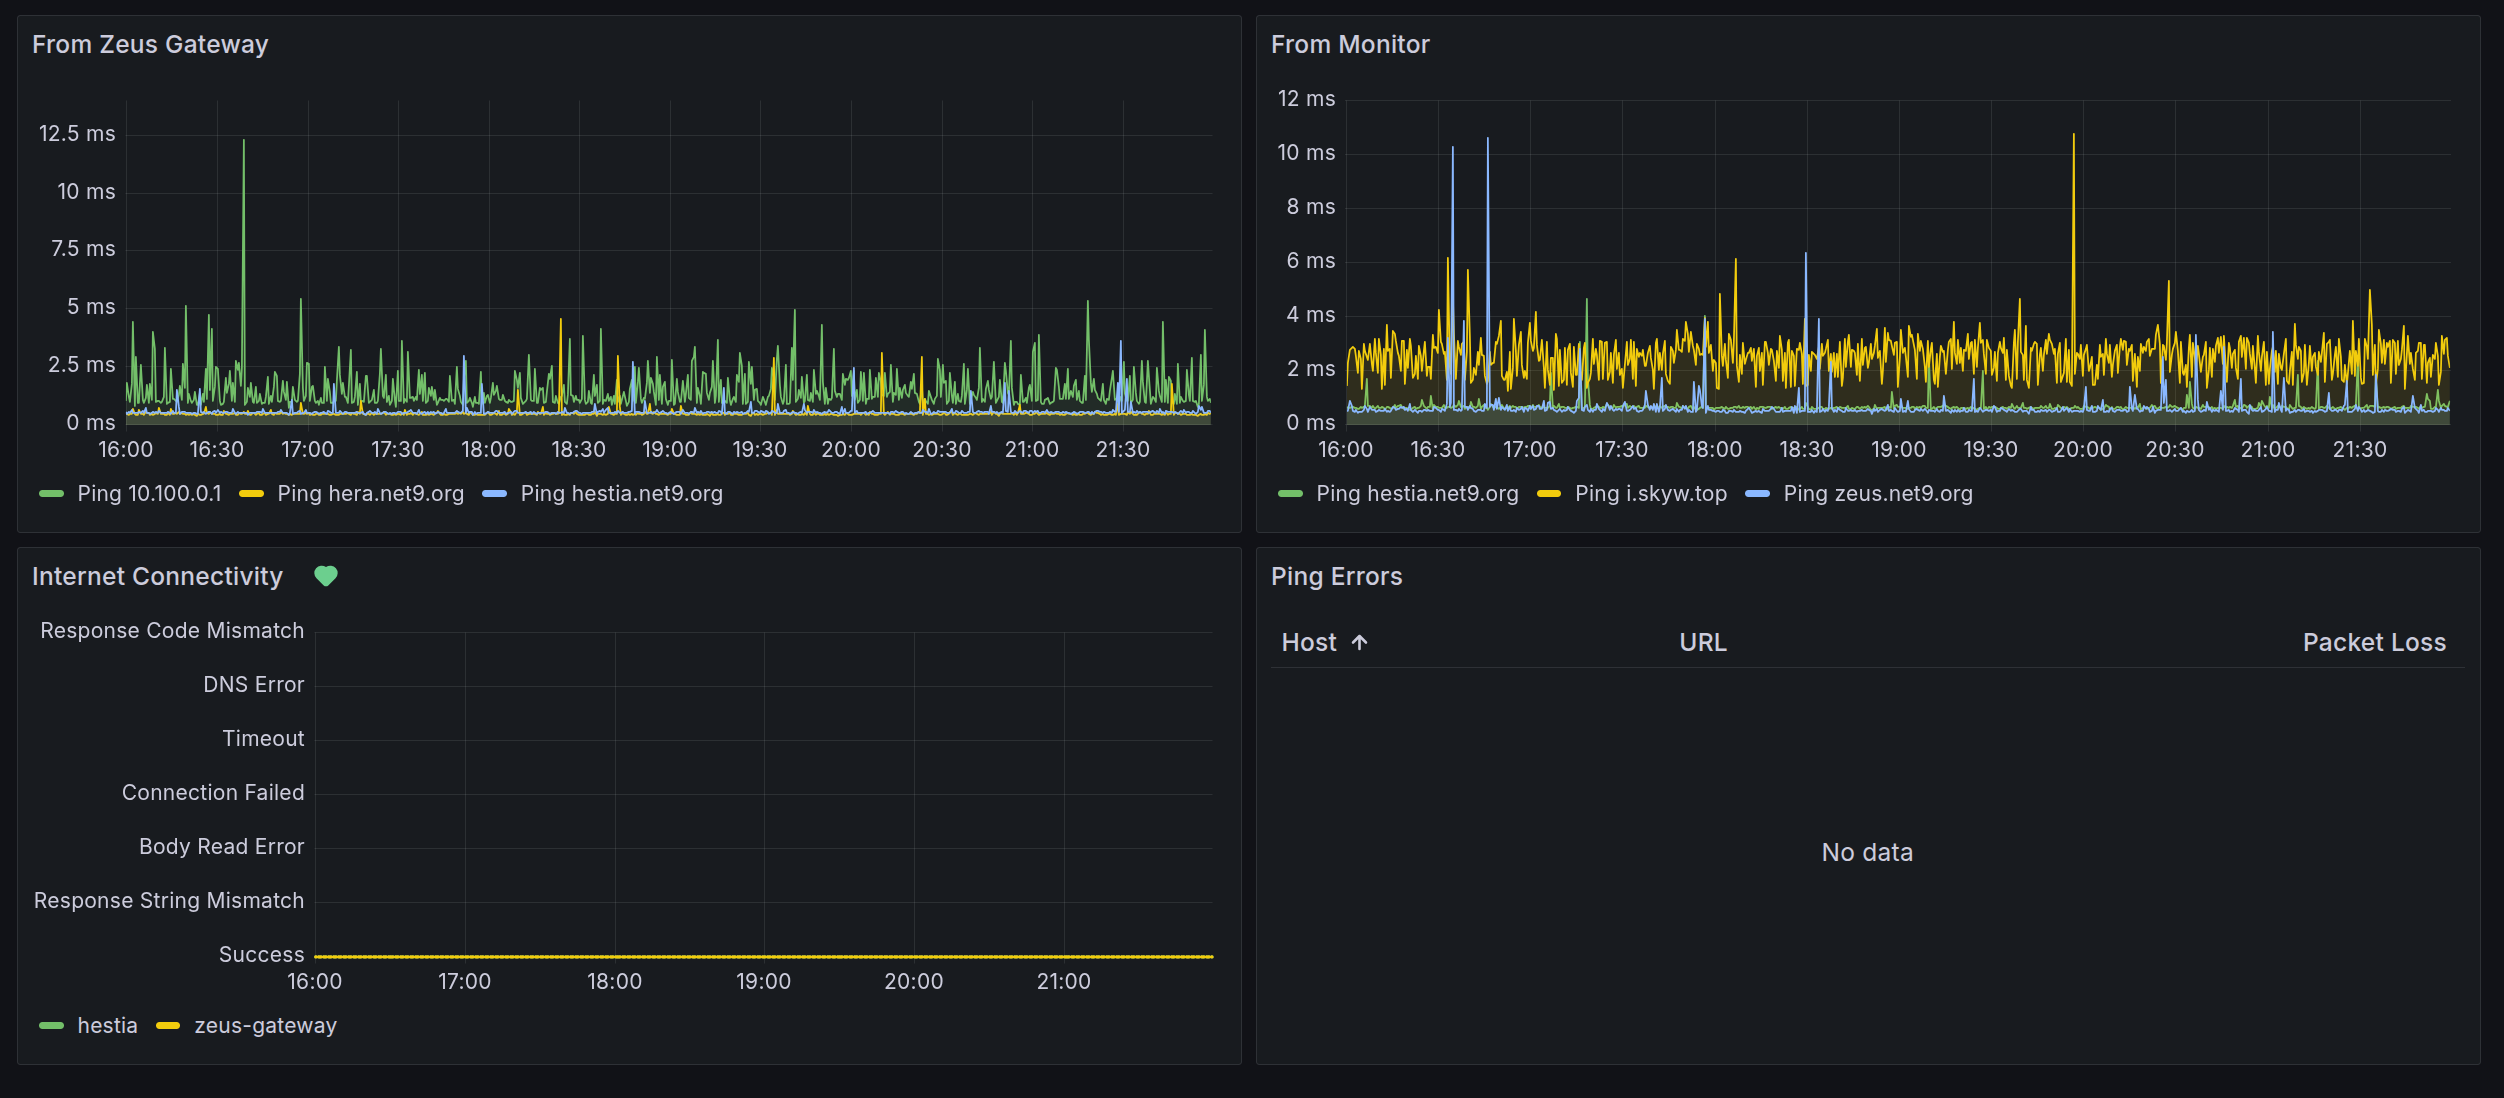 From Zeus Gateway
12.5 ms
10 ms
7.5 ms
5 ms
2.5 ms
0 ms
16:00 16:30 17:00 17:30 18:00 18:30 19:00 19:30 20:00 20:30 21:00 21:30
Ping 10.100.0.1 Ping hera.net9.org Ping hestia.net9.org
From Monitor
12 ms
10 ms
8 ms
6 ms
4 ms
2 ms
0 ms
16:00 16:30 17:00 17:30 18:00 18:30 19:00 19:30 20:00 20:30 21:00 21:30
Ping hestia.net9.org Ping i.skyw.top Ping zeus.net9.org
Internet Connectivity
Response Code Mismatch
DNS Error
Timeout
Connection Failed
Body Read Error
Response String Mismatch
Success
16:00 17:00 18:00 19:00 20:00 21:00
hestia zeus-gateway
Ping Errors
Host URL Packet Loss
No data